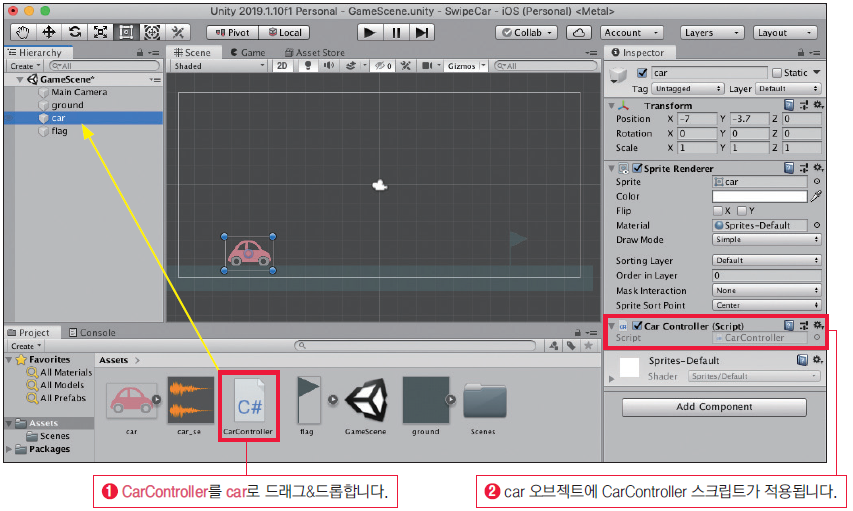 Unity 2019.1.10f1 Personal - GameScene.unity - SwipeCar - iOS (Personal) <Metal>
Pivot Local Collab Account Layers Layout
Hierarchy
Create All
GameScene*
Main Camera
ground
car
flag
Scene Game Asset Store
Shaded 2D 0 Gizmos All
Inspector
car Static
Tag Untagged Layer Default
Transform
Position X -7 Y -3.7 Z 0
Rotation X 0 Y 0 Z 0
Scale X 1 Y 1 Z 1
Sprite Renderer
Sprite car
Color
Flip X Y
Material Sprites-Default
Draw Mode Simple
Sorting Layer Default
Order in Layer 0
Mask Interaction None
Sprite Sort Point Center
Car Controller (Script)
Script CarController
Sprites-Default
Shader Sprites/Default
Add Component
Project Console
Create
Favorites
All Materials
All Models
All Prefabs
Assets
Scenes
Packages
Assets
C#
car car_se CarController flag GameScene ground Scenes
1 CarController를 car로 드래그&드롭합니다.
2 car 오브젝트에 CarController 스크립트가 적용됩니다.